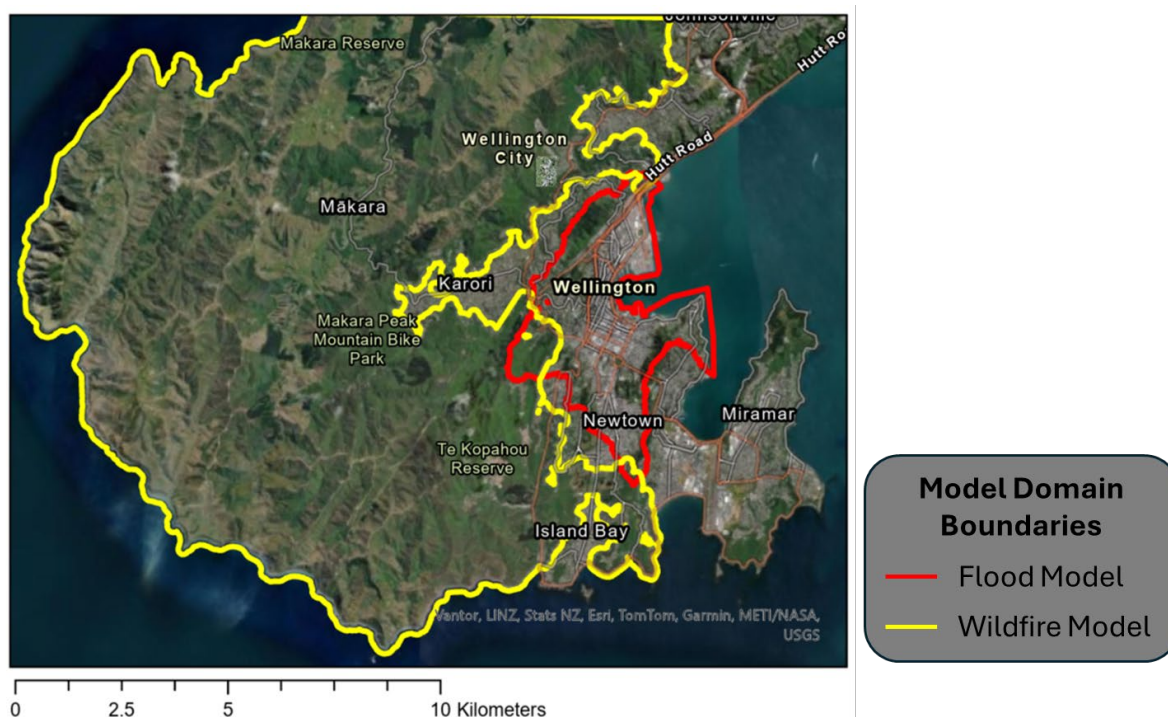 Johnsonville
Makara Reserve
Hutt Ro
Wellington
City
Hutt Road
Mākara
Karori
Wellington
Makara Peak
Mountain Bike
Park
Newtown
Miramar
Te Kopahou
Reserve
Island Bay
Vantor, LINZ, Stats NZ, Esri, TomTom, Garmin, METI/NASA,
USGS
0 2.5 5 10 Kilometers
Model Domain
Boundaries
Flood Model
Wildfire Model